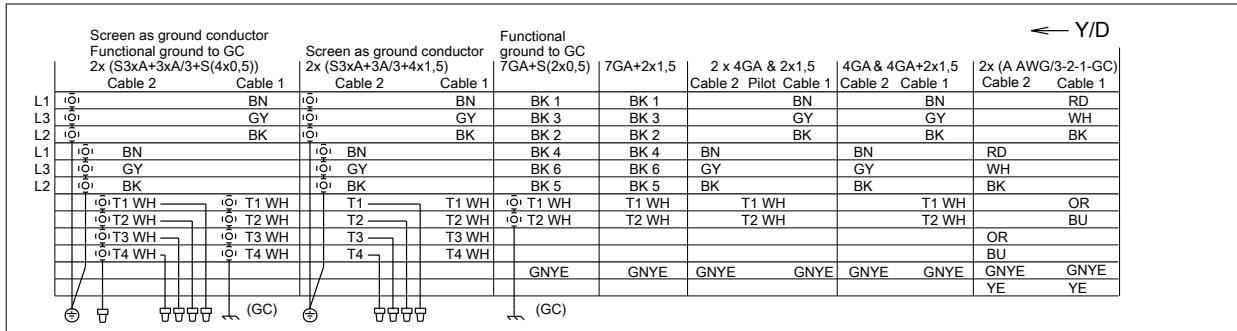 Y/D
Screen as ground conductor
Functional ground to GC
2x (S3xA+3xA/3+S(4x0,5))
Screen as ground conductor
2x (S3xA+3A/3+4x1,5)
Functional
ground to GC
7GA+S(2x0,5)
7GA+2x1,5
2 x 4GA & 2x1,5
4GA & 4GA+2x1,5
2x (A AWG/3-2-1-GC)
Cable 2 Cable 1 Cable 2 Cable 1 Cable 2 Pilot Cable 1 Cable 2 Cable 1 Cable 2 Cable 1
L1 BN BN BK 1 BK 1 BN BN RD
L3 GY GY BK 3 BK 3 GY GY WH
L2 BK BK BK 2 BK 2 BK BK BK
L1 BN BN BK 4 BK 4 BN BN RD
L3 GY GY BK 6 BK 6 GY GY WH
L2 BK BK BK 5 BK 5 BK BK BK
T1 WH T1 WH T1 T1 WH T1 WH T1 WH T1 WH T1 WH OR
T2 WH T2 WH T2 T2 WH T2 WH T2 WH T2 WH T2 WH BU
T3 WH T3 WH T3 T3 WH OR
T4 WH T4 WH T4 T4 WH BU
GNYE GNYE GNYE GNYE GNYE GNYE GNYE GNYE
YE YE
(GC) (GC)